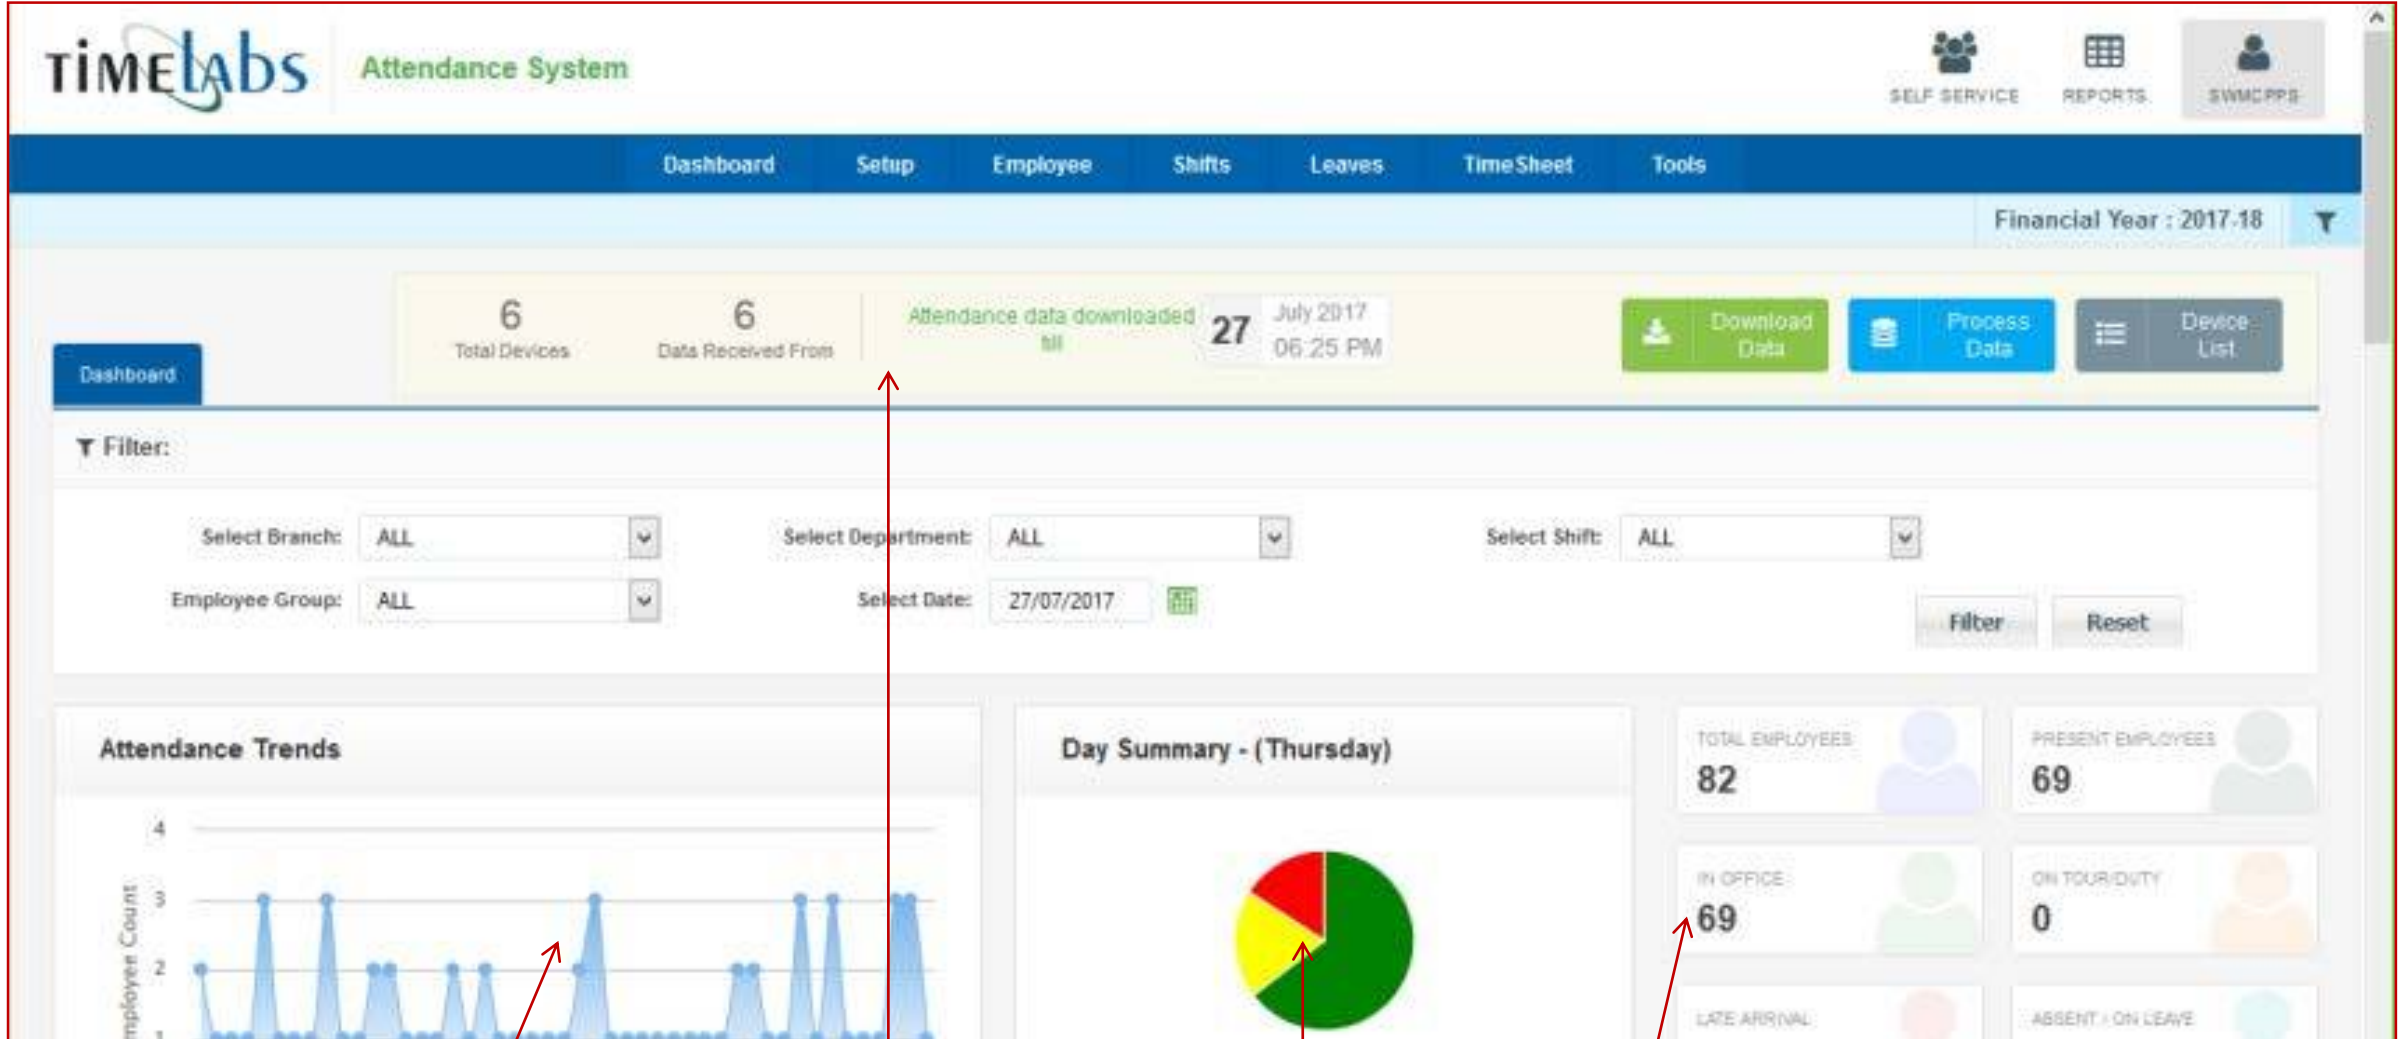 TiMElAbs
Attendance System
SELF SERVICE
REPORTS
SWMCPPS
Dashboard
Setup
Employee
Shifts
Leaves
TimeSheet
Tools
Financial Year : 2017-18
Dashboard
6
Total Devices
6
Data Received From
Attendance data downloaded
till
27
July 2017
06:25 PM
Download
Data
Process
Data
Device
List
Filter:
Select Branch: ALL
Select Department: ALL
Select Shift: ALL
Employee Group: ALL
Select Date: 27/07/2017
Filter
Reset
Attendance Trends
4
3
2
1
Employee Count
Day Summary - (Thursday)
TOTAL EMPLOYEES
82
PRESENT EMPLOYEES
69
IN OFFICE
69
ON TOUR/DUTY
0
LATE ARRIVAL
ABSENT / ON LEAVE